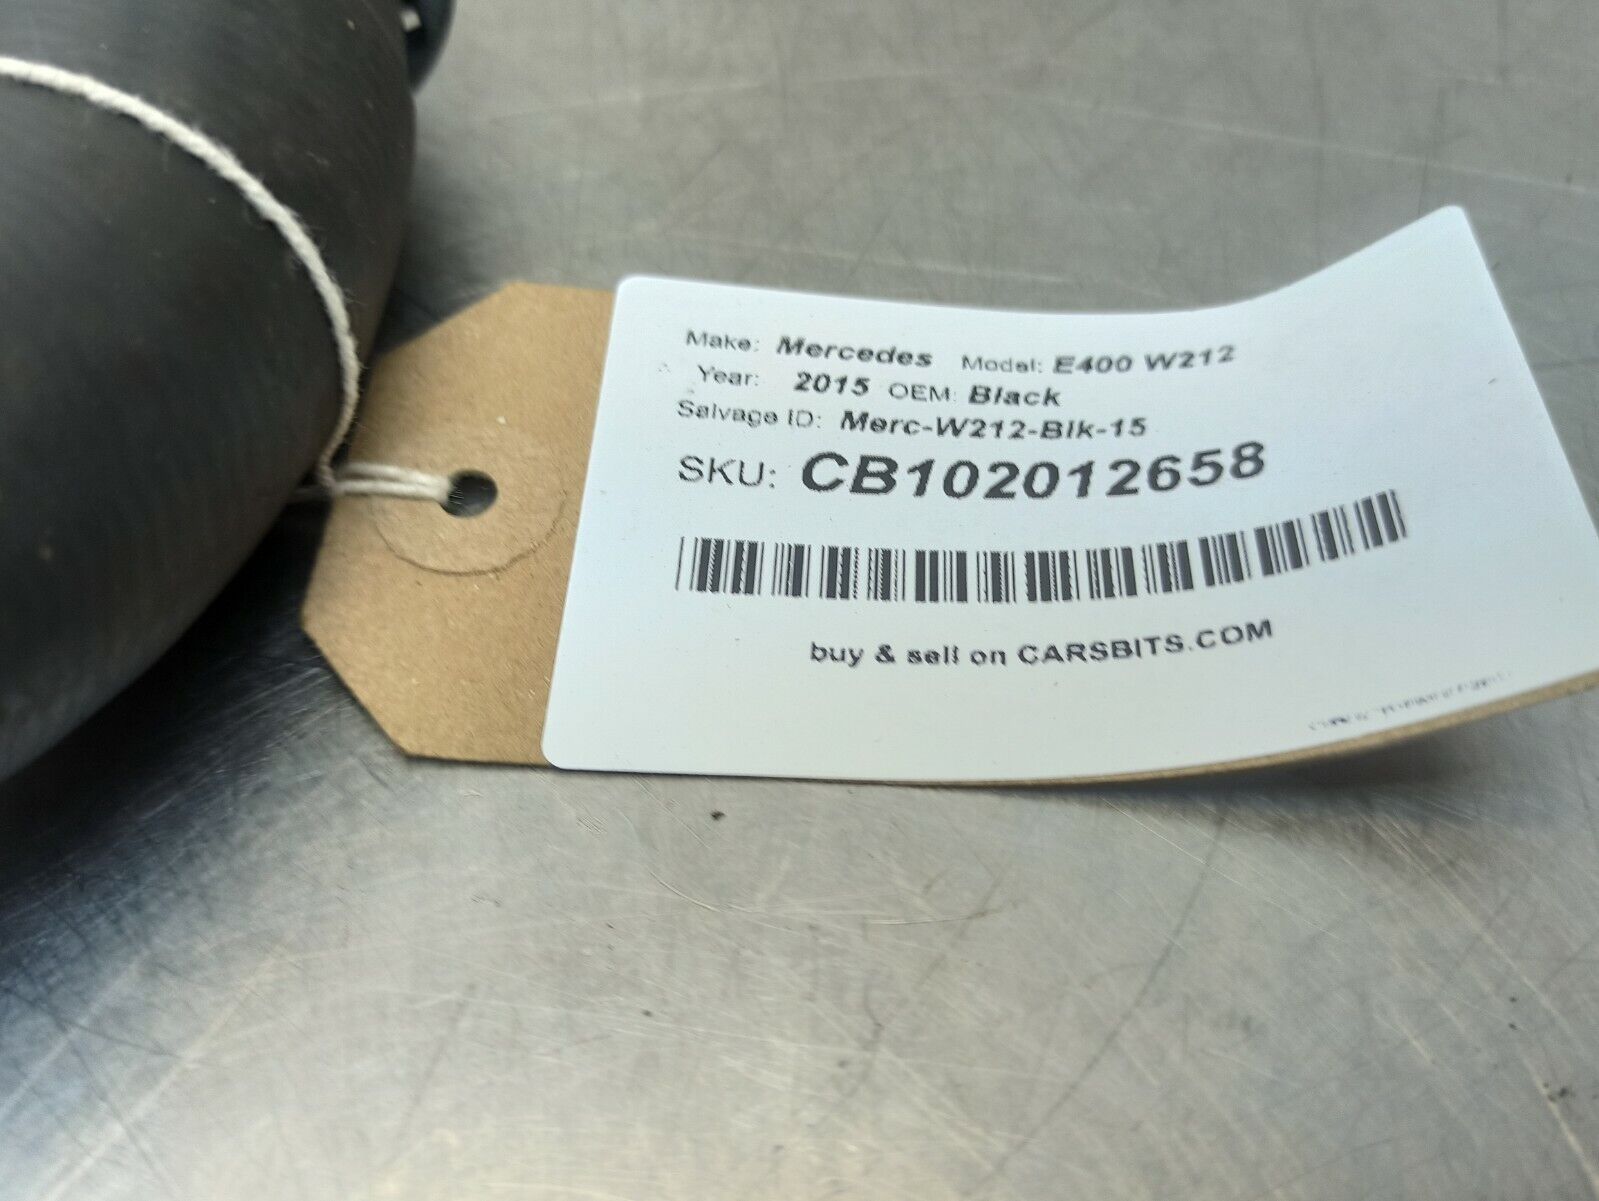 Make: Mercedes Model: E400 W212
Year: 2015 OEM: Black
Salvage ID: Merc-W212-Blk-15
SKU: CB102012658
buy & sell on CARSBITS.COM